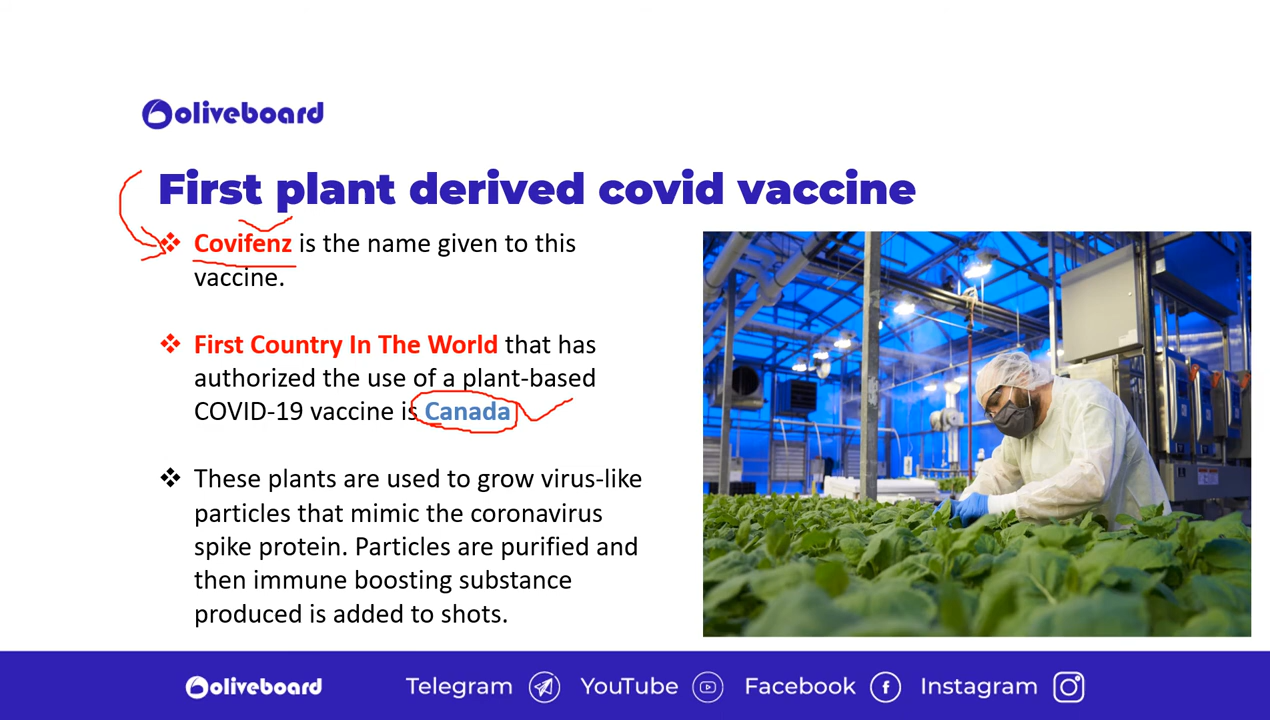 oliveboard
First plant derived covid vaccine
❖ Covifenz is the name given to this
vaccine.
❖ First Country In The World that has
authorized the use of a plant-based
COVID-19 vaccine is Canada
❖ These plants are used to grow virus-like
particles that mimic the coronavirus
spike protein. Particles are purified and
then immune boosting substance
produced is added to shots.
oliveboard Telegram YouTube Facebook Instagram